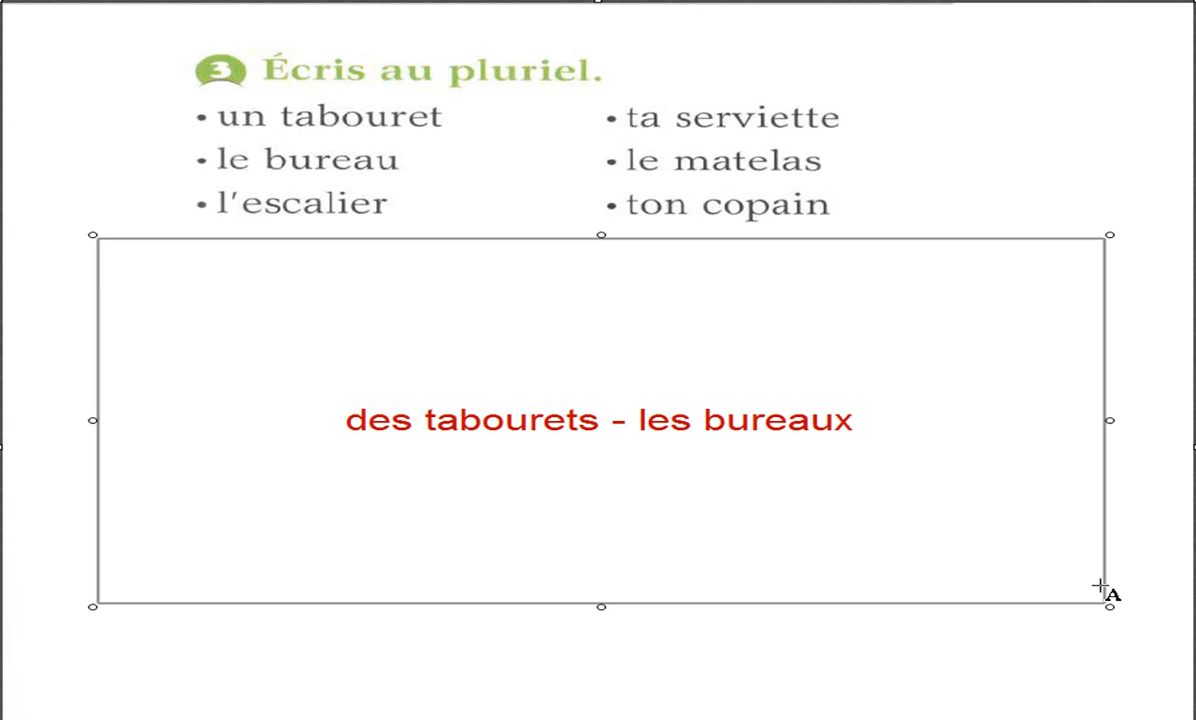 3 Écris au pluriel.
• un tabouret
• le bureau
• l'escalier
• ta serviette
• le matelas
• ton copain
des tabourets - les bureaux
A